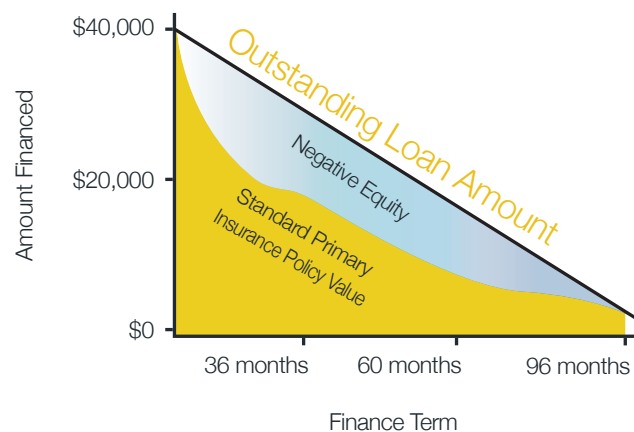 $40,000
Outstanding Loan Amount
Amount Financed
Negative Equity
$20,000
Standard Primary
Insurance Policy Value
$0
36 months
60 months
96 months
Finance Term